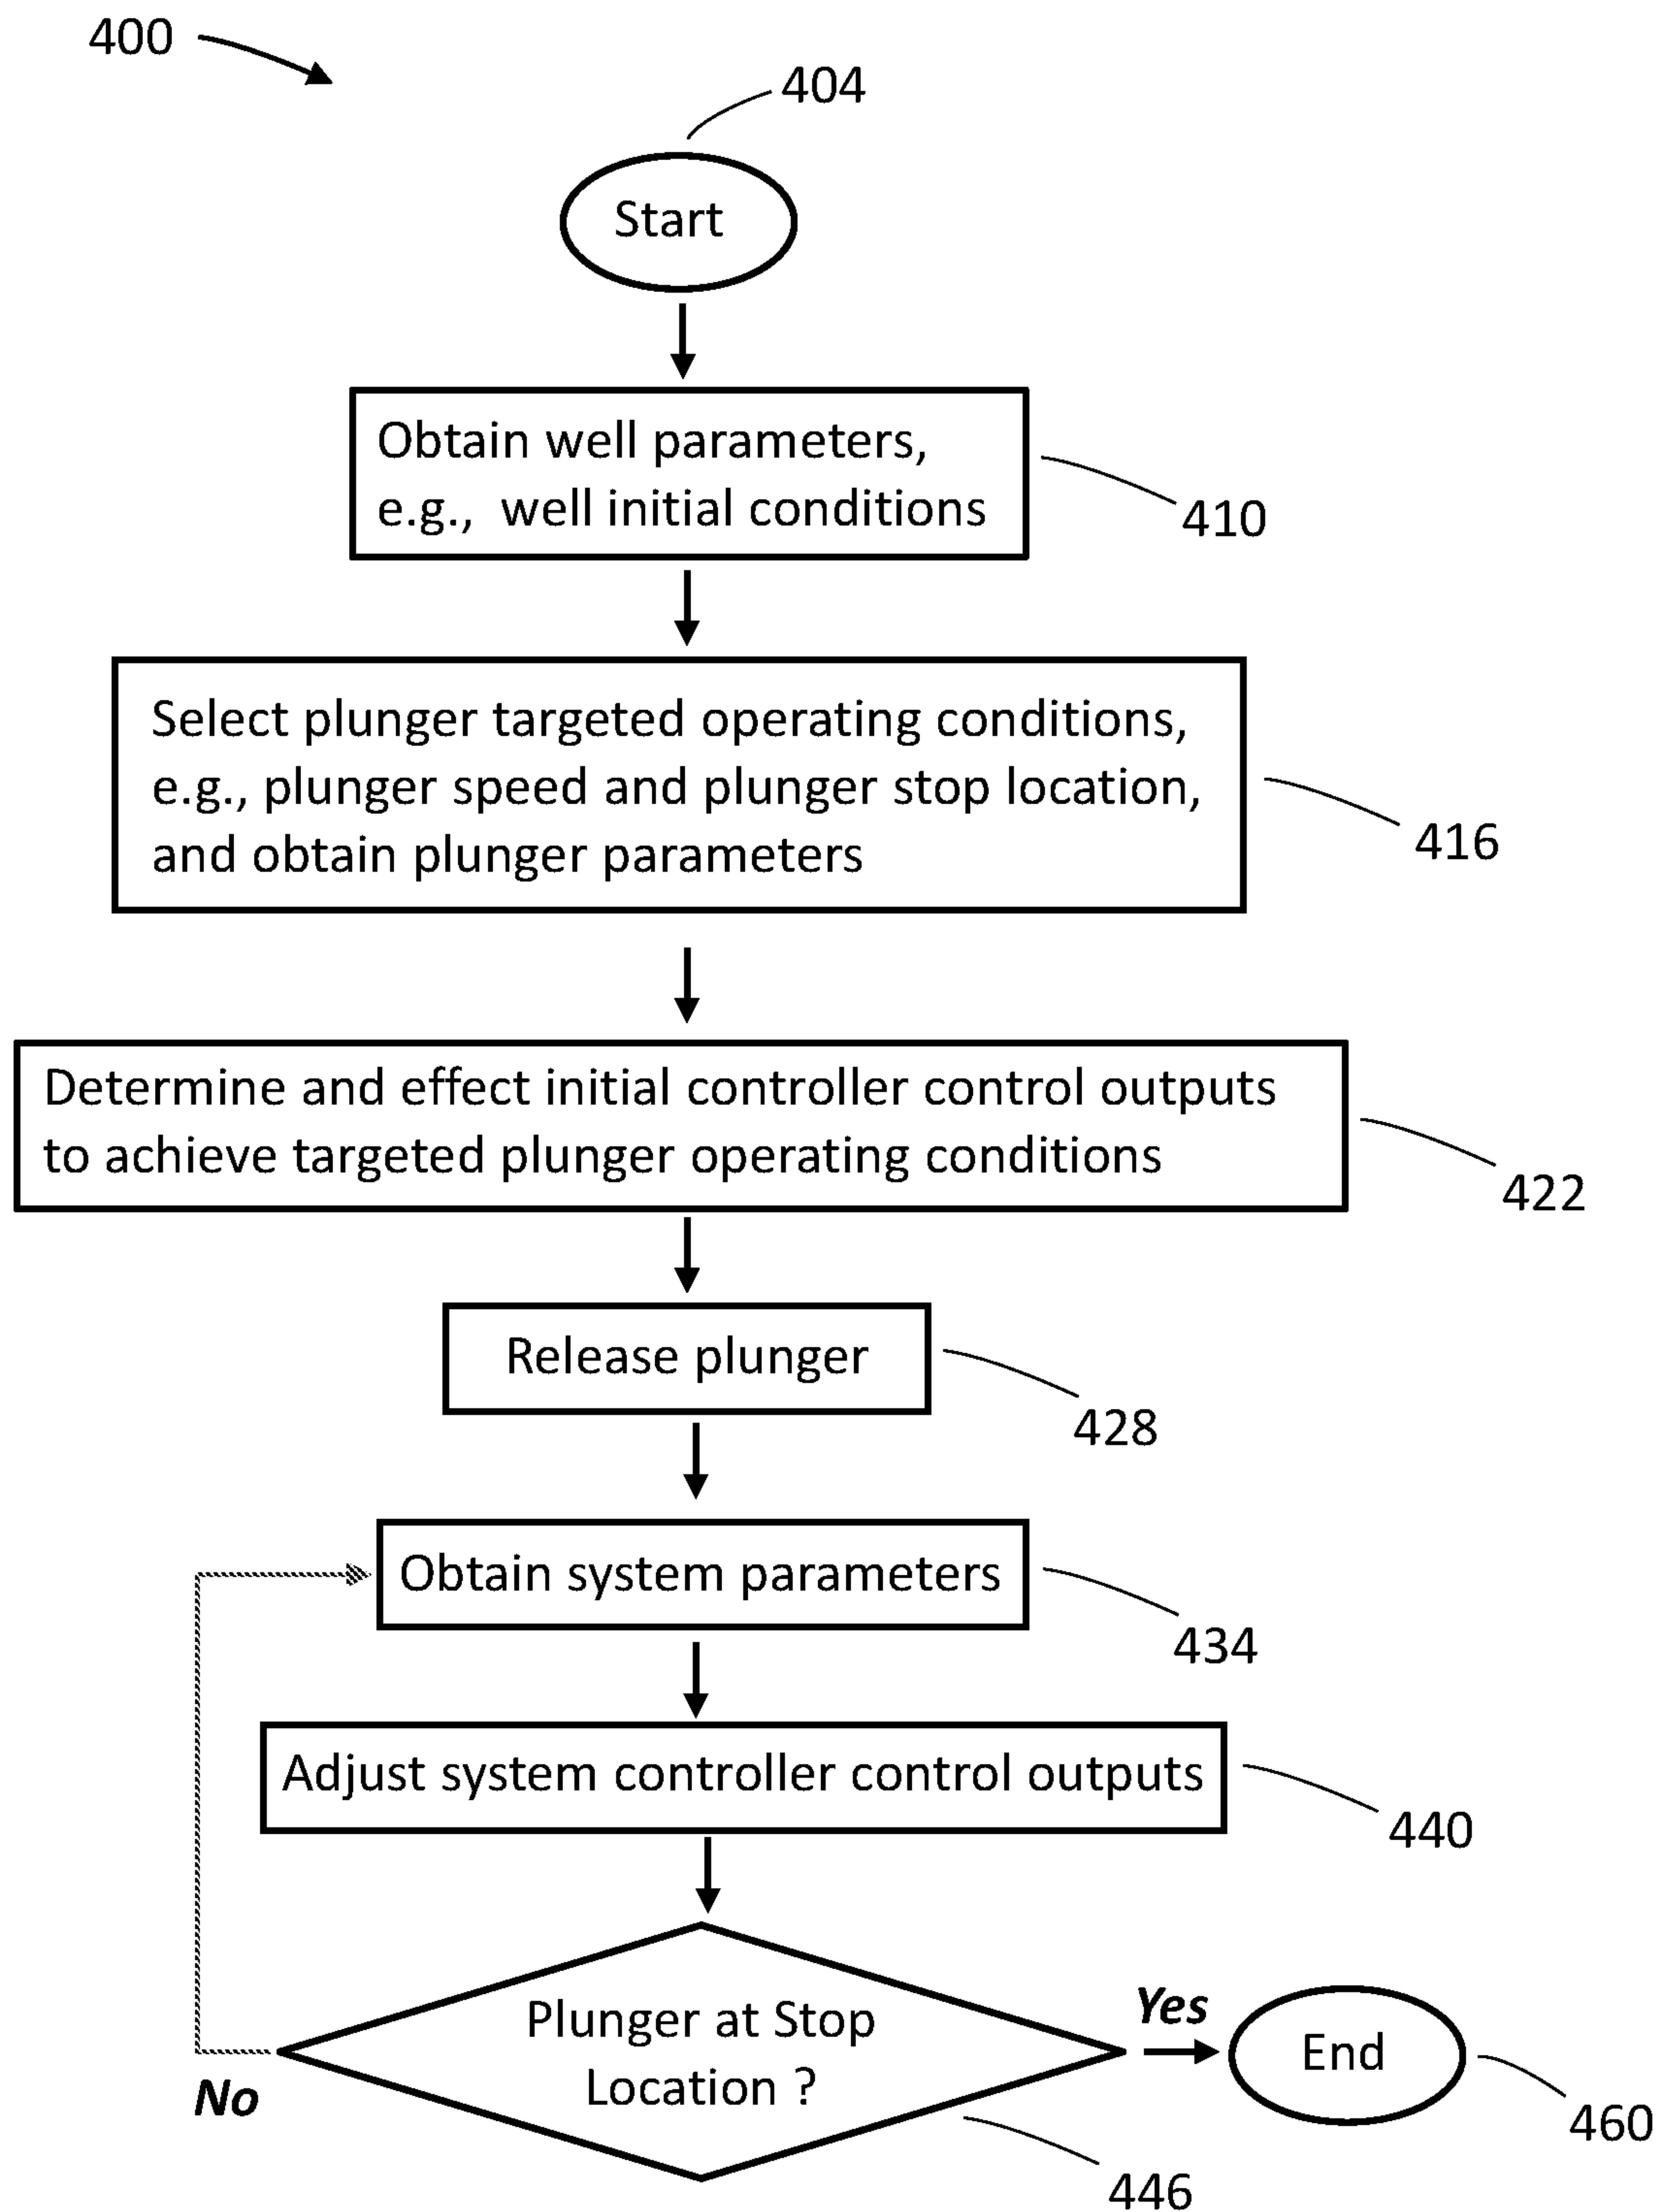 400
404
Start
Obtain well parameters,
e.g., well initial conditions
410
Select plunger targeted operating conditions,
e.g., plunger speed and plunger stop location,
and obtain plunger parameters
416
Determine and effect initial controller control outputs
to achieve targeted plunger operating conditions
422
Release plunger
428
Obtain system parameters
434
Adjust system controller control outputs
440
Plunger at Stop
Location ?
Yes
End
No
460
446